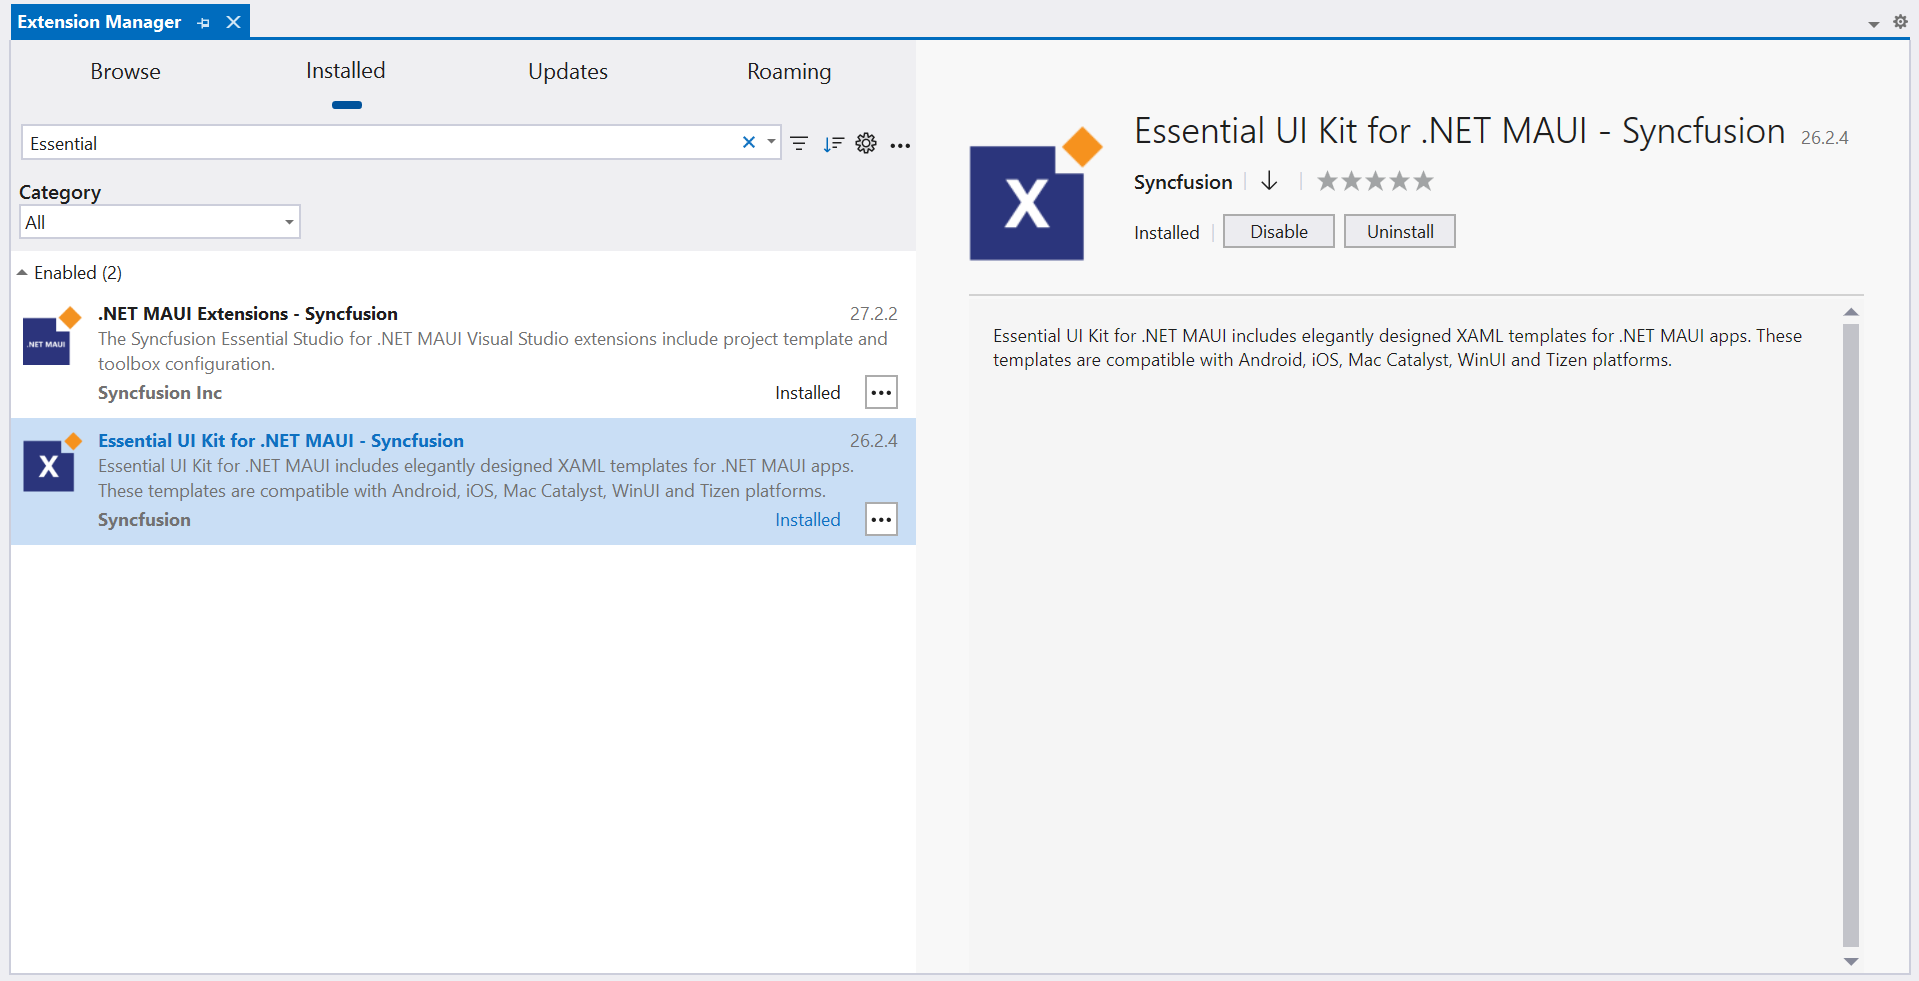 Extension Manager
Browse
Installed
Updates
Roaming
Essential
Category
All
Enabled (2)
.NET MAUI
.NET MAUI Extensions - Syncfusion
27.2.2
The Syncfusion Essential Studio for .NET MAUI Visual Studio extensions include project template and
toolbox configuration.
Syncfusion Inc
Installed
X
Essential UI Kit for .NET MAUI - Syncfusion
26.2.4
Essential UI Kit for .NET MAUI includes elegantly designed XAML templates for .NET MAUI apps.
These templates are compatible with Android, iOS, Mac Catalyst, WinUI and Tizen platforms.
Syncfusion
Installed
X
Essential UI Kit for .NET MAUI - Syncfusion 26.2.4
Syncfusion
Installed
Disable
Uninstall
Essential UI Kit for .NET MAUI includes elegantly designed XAML templates for .NET MAUI apps. These
templates are compatible with Android, iOS, Mac Catalyst, WinUI and Tizen platforms.